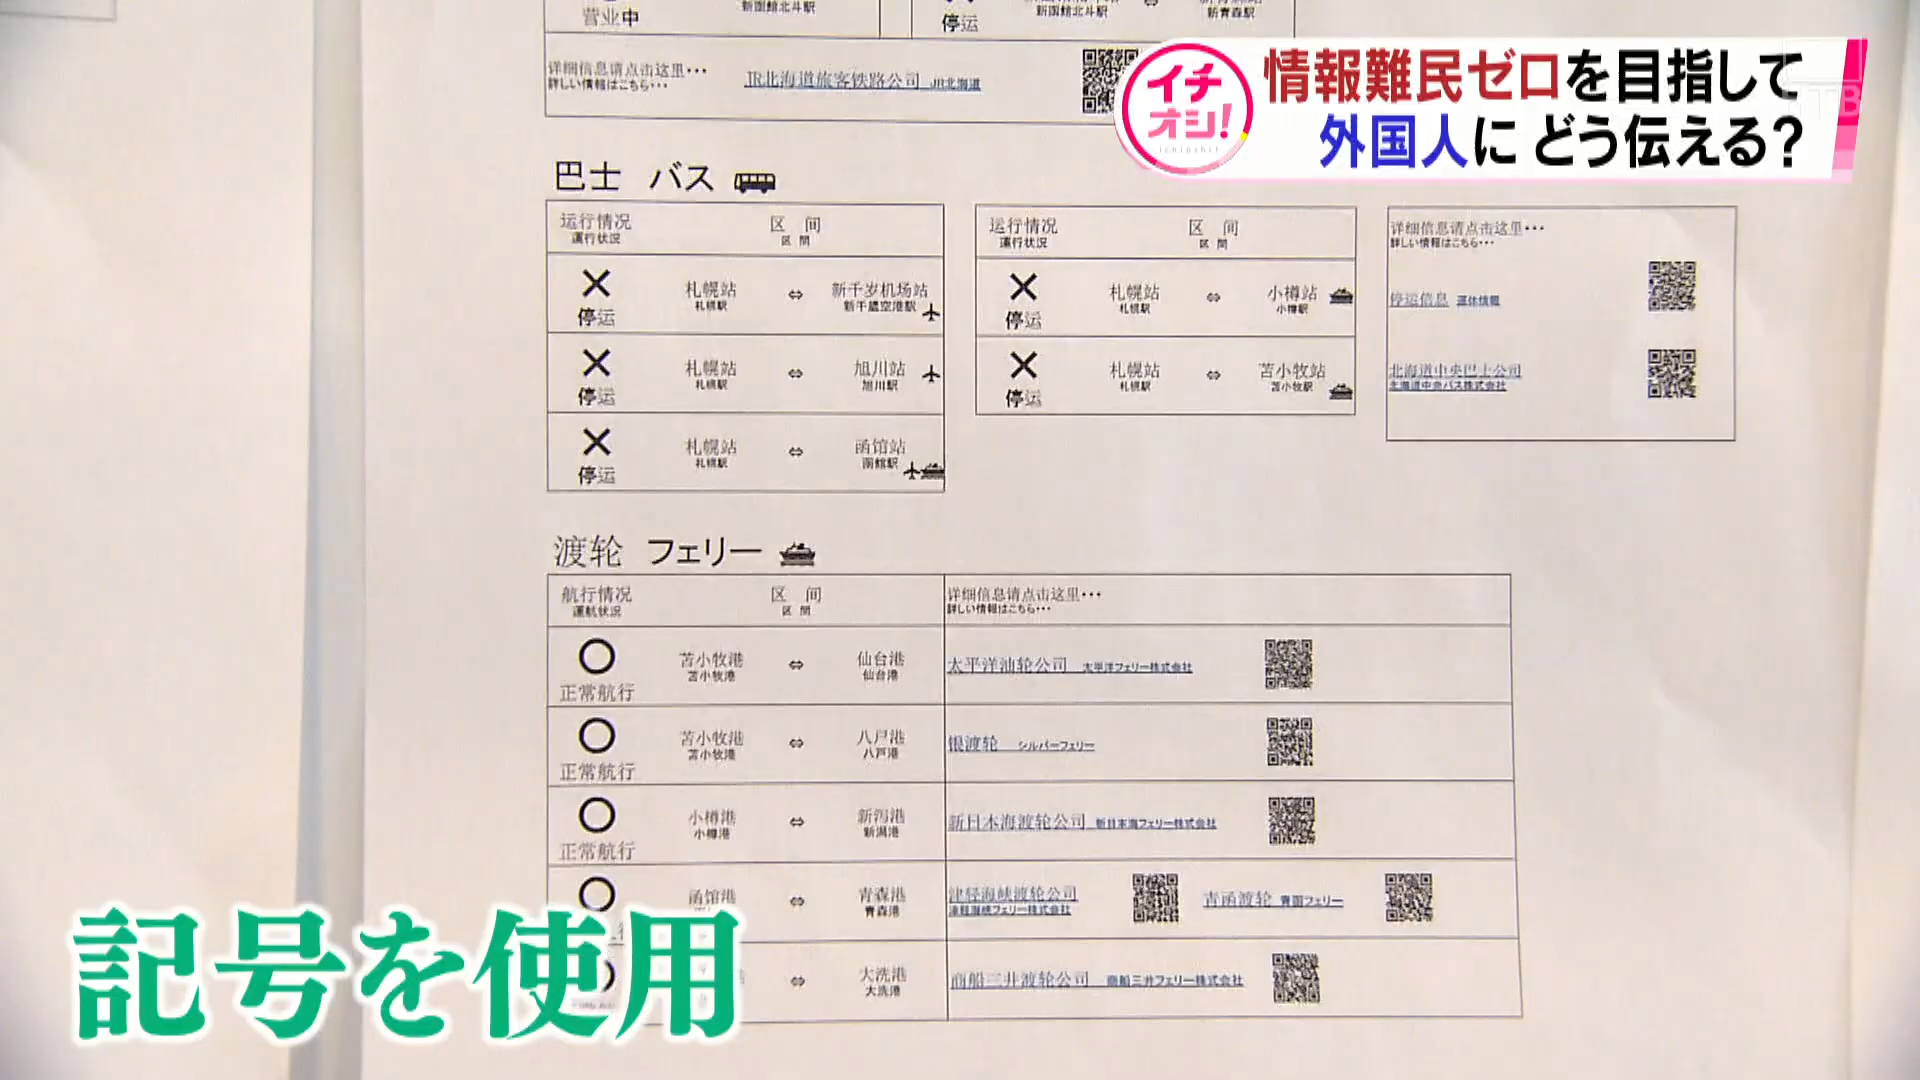 营业中
新函館北斗駅
停运
新函館北斗駅
⇔
新青森駅
详细信息请点击这里・・・
詳しい情報はこちら・・・
JR北海道旅客铁路公司 JR北海道
イチオシ!
ichioshi!
情報難民ゼロを目指して
外国人に どう伝える?
巴士 バス
运行情况
運行状況
区 间
区 間
× 停运
札幌站 ⇔ 新千岁机场站
札幌駅 新千歳空港駅
× 停运
札幌站 ⇔ 旭川站
札幌駅 旭川駅
× 停运
札幌站 ⇔ 函馆站
札幌駅 函館駅
运行情况
運行状況
区 间
区 間
× 停运
札幌站 ⇔ 小樽站
札幌駅 小樽駅
× 停运
札幌站 ⇔ 苫小牧站
札幌駅 苫小牧駅
详细信息请点击这里・・・
詳しい情報はこちら・・・
停运信息 運休情報
北海道中央巴士公司
北海道中央バス株式会社
渡轮 フェリー
航行情况
運航状況
区 间
区 間
详细信息请点击这里・・・
詳しい情報はこちら・・・
○ 正常航行
苫小牧港 ⇔ 仙台港
苫小牧港 仙台港
太平洋油轮公司 太平洋フェリー株式会社
○ 正常航行
苫小牧港 ⇔ 八戸港
苫小牧港 八戸港
银渡轮 シルバーフェリー
○ 正常航行
小樽港 ⇔ 新泻港
小樽港 新潟港
新日本海渡轮公司 新日本海フェリー株式会社
○
函馆港 ⇔ 青森港
青森港
津轻海峡渡轮公司
津軽海峡フェリー株式会社
青函渡轮 青函フェリー
⇔ 大洗港
大洗港
商船三井渡轮公司 商船三井フェリー株式会社
記号を使用